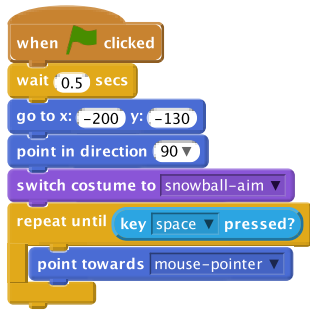 when clicked
wait 0.5 secs
go to x: -200 y: -130
point in direction 90
switch costume to snowball-aim
repeat until key space pressed?
point towards mouse-pointer